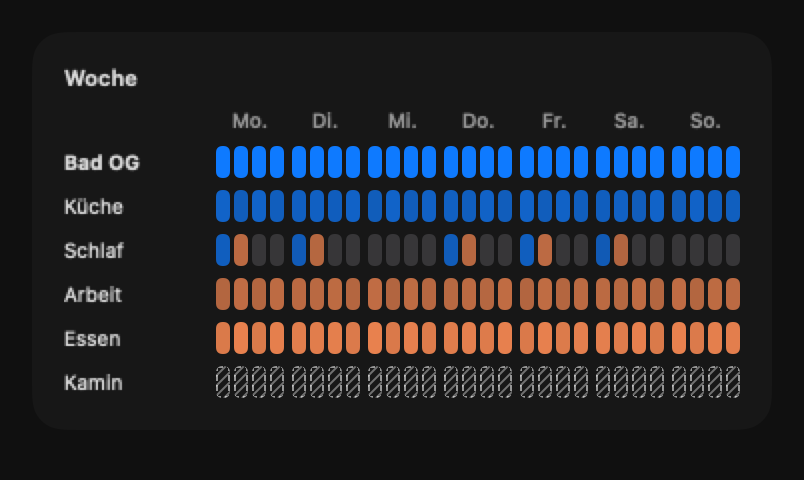 Woche
Mo. Di. Mi. Do. Fr. Sa. So.
Bad OG
Küche
Schlaf
Arbeit
Essen
Kamin